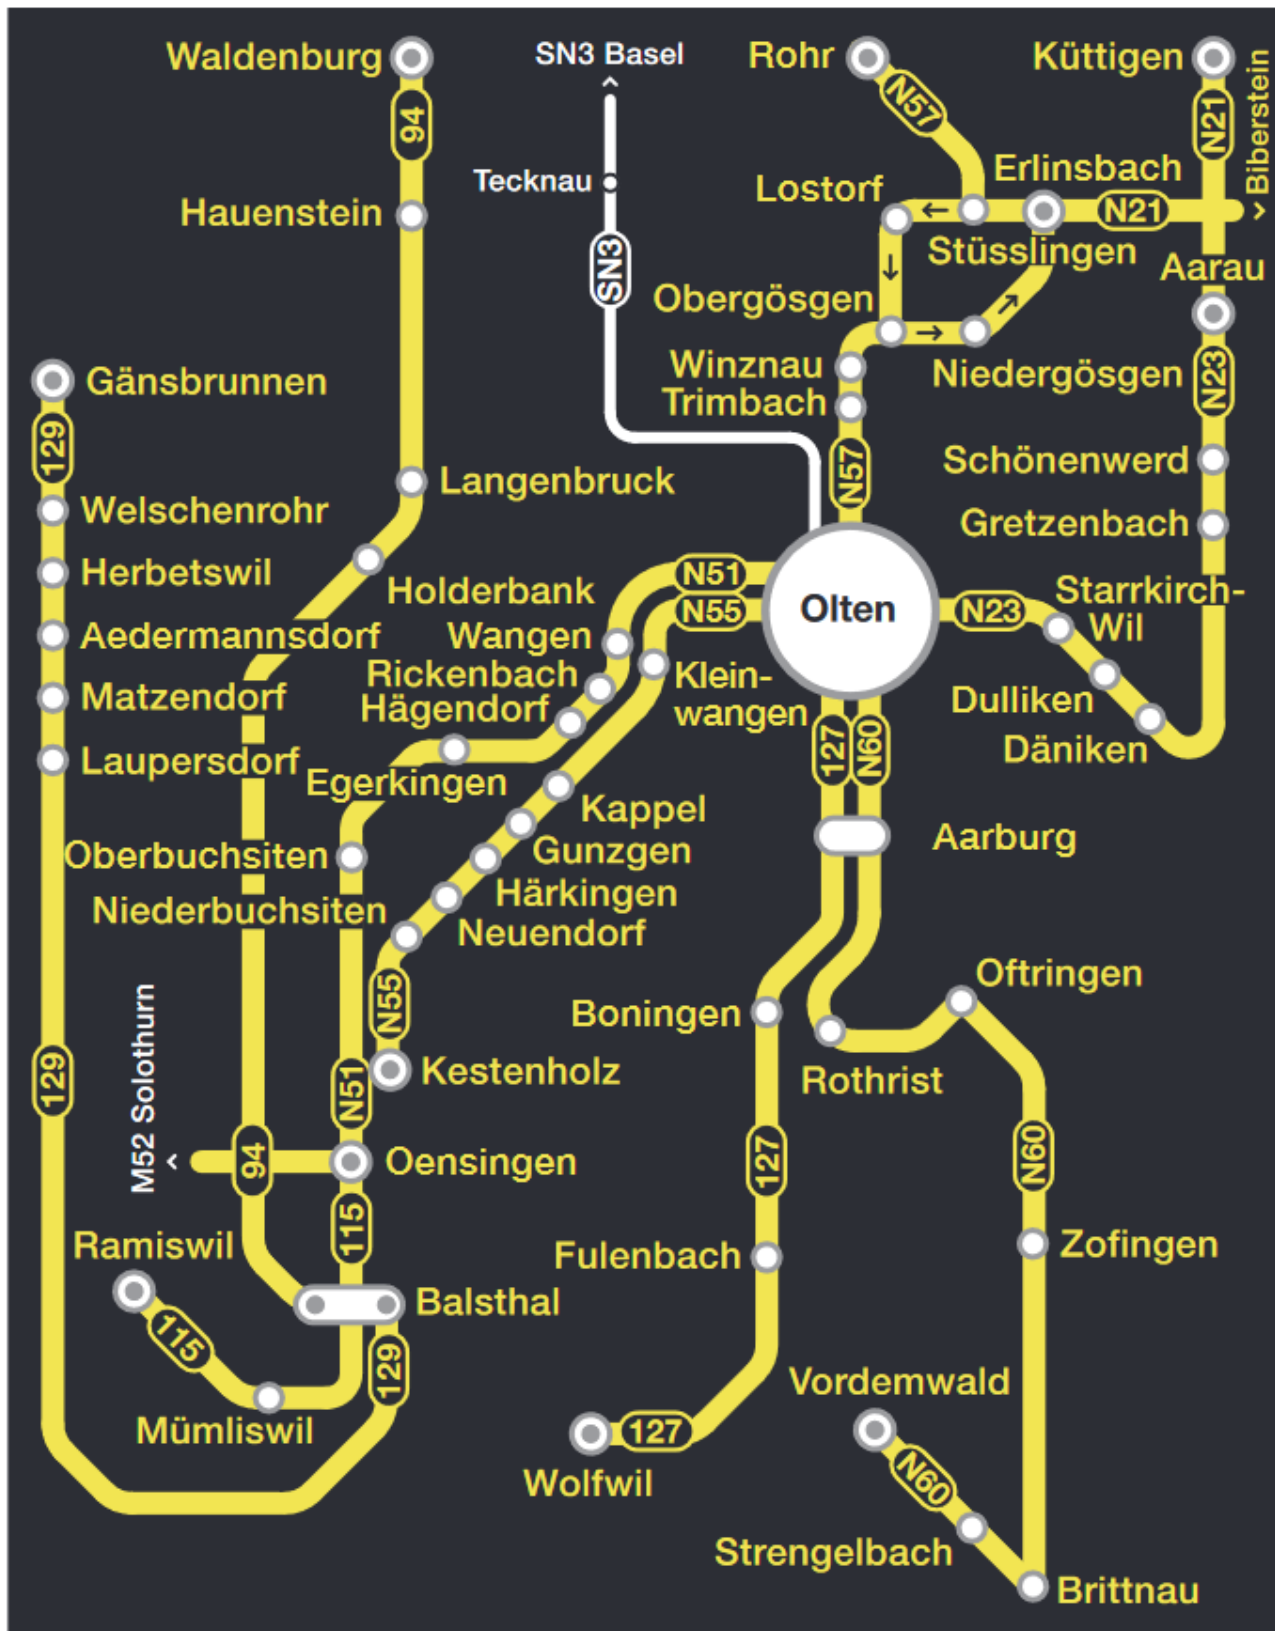 Waldenburg
SN3 Basel
Rohr
Küttigen
94
N57
N21
Biberstein
Tecknau
Erlinsbach
Lostorf
N21
Hauenstein
Stüsslingen
SN3
Aarau
Obergösgen
Winznau
Niedergösgen
N23
Gänsbrunnen
Trimbach
129
N57
Schönenwerd
Langenbruck
Welschenrohr
Gretzenbach
Herbetswil
Holderbank
N51
N55
Olten
N23
Starrkirch-
Wil
Aedermannsdorf
Wangen
Rickenbach
Klein-
wangen
Matzendorf
Hägendorf
Dulliken
Däniken
Laupersdorf
Egerkingen
127
N60
Kappel
Aarburg
Oberbuchsiten
Gunzgen
Härkingen
Niederbuchsiten
Neuendorf
Oftringen
N55
Boningen
M52 Solothurn
129
N51
Kestenholz
Rothrist
94
Oensingen
127
N60
115
Ramiswil
Fulenbach
Zofingen
Balsthal
115
129
Vordemwald
Mümliswil
127
Wolfwil
N60
Strengelbach
Brittnau